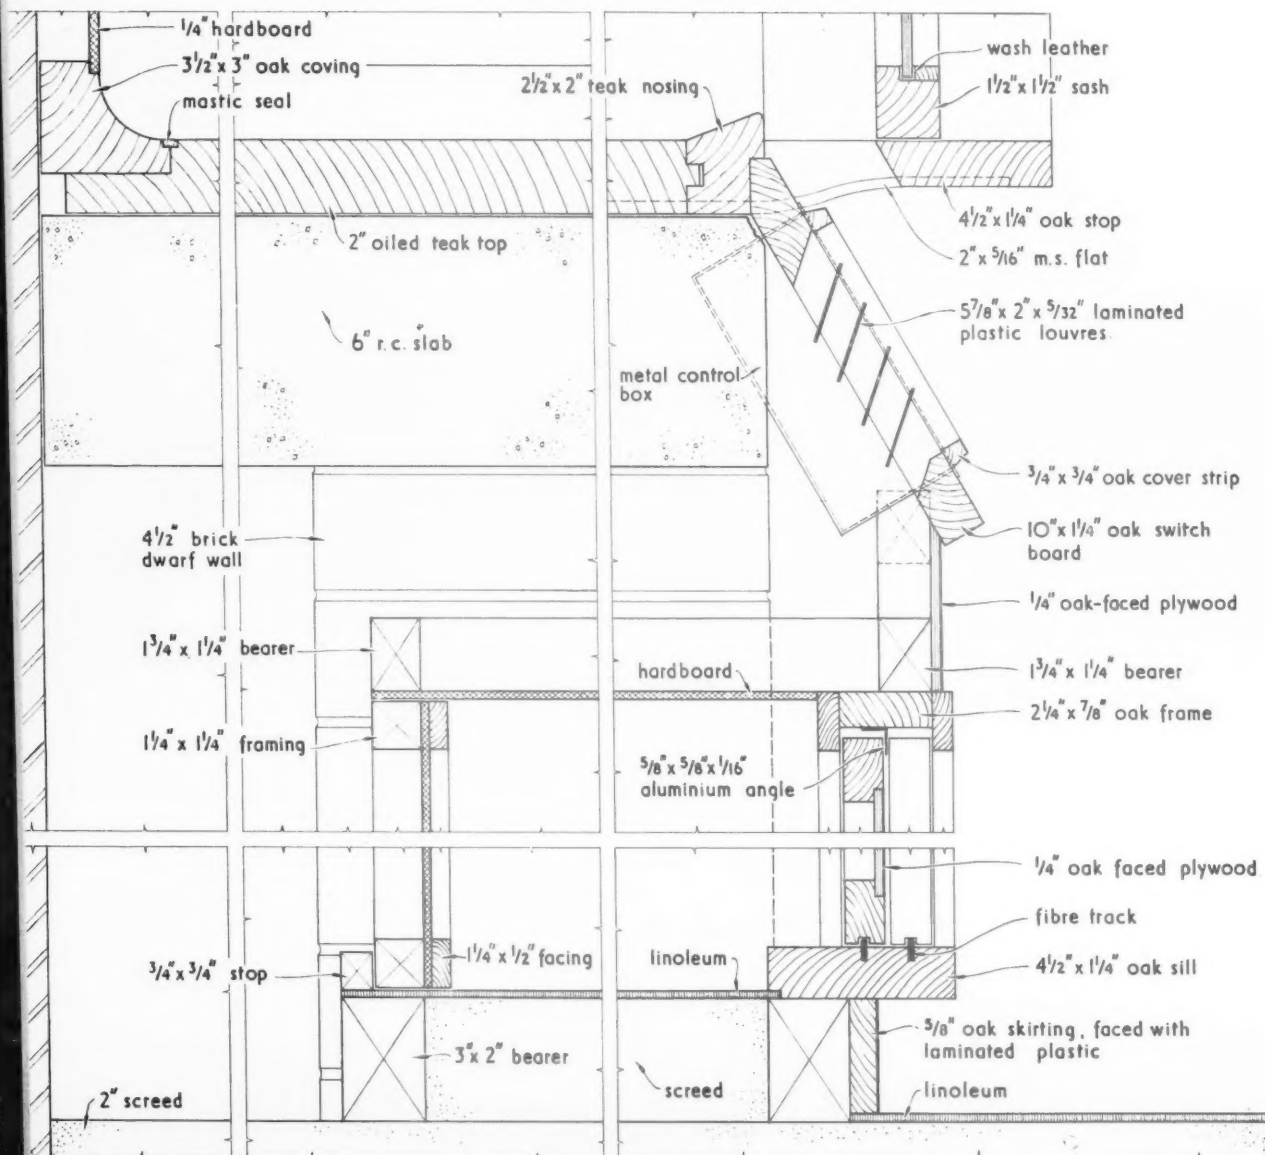 1/4" hardboard
3 1/2" x 3" oak coving
mastic seal
2 1/2" x 2" teak nosing
wash leather
1 1/2" x 1 1/2" sash
2" oiled teak top
4 1/2" x 1 1/4" oak stop
2" x 5/16" m.s. flat
6" r.c. slab
5 7/8" x 2" x 5/32" laminated
plastic louvres
metal control
box
3/4" x 3/4" oak cover strip
4 1/2" brick
dwarf wall
10" x 1 1/4" oak switch
board
1/4" oak-faced plywood
1 3/4" x 1 1/4" bearer
hardboard
1 3/4" x 1 1/4" bearer
2 1/4" x 7/8" oak frame
1 1/4" x 1 1/4" framing
5/8" x 5/8" x 1/16"
aluminium angle
1/4" oak faced plywood
fibre track
3/4" x 3/4" stop
1 1/4" x 1/2" facing
linoleum
4 1/2" x 1 1/4" oak sill
3" x 2" bearer
screed
5/8" oak skirting, faced with
laminated plastic
2" screed
linoleum